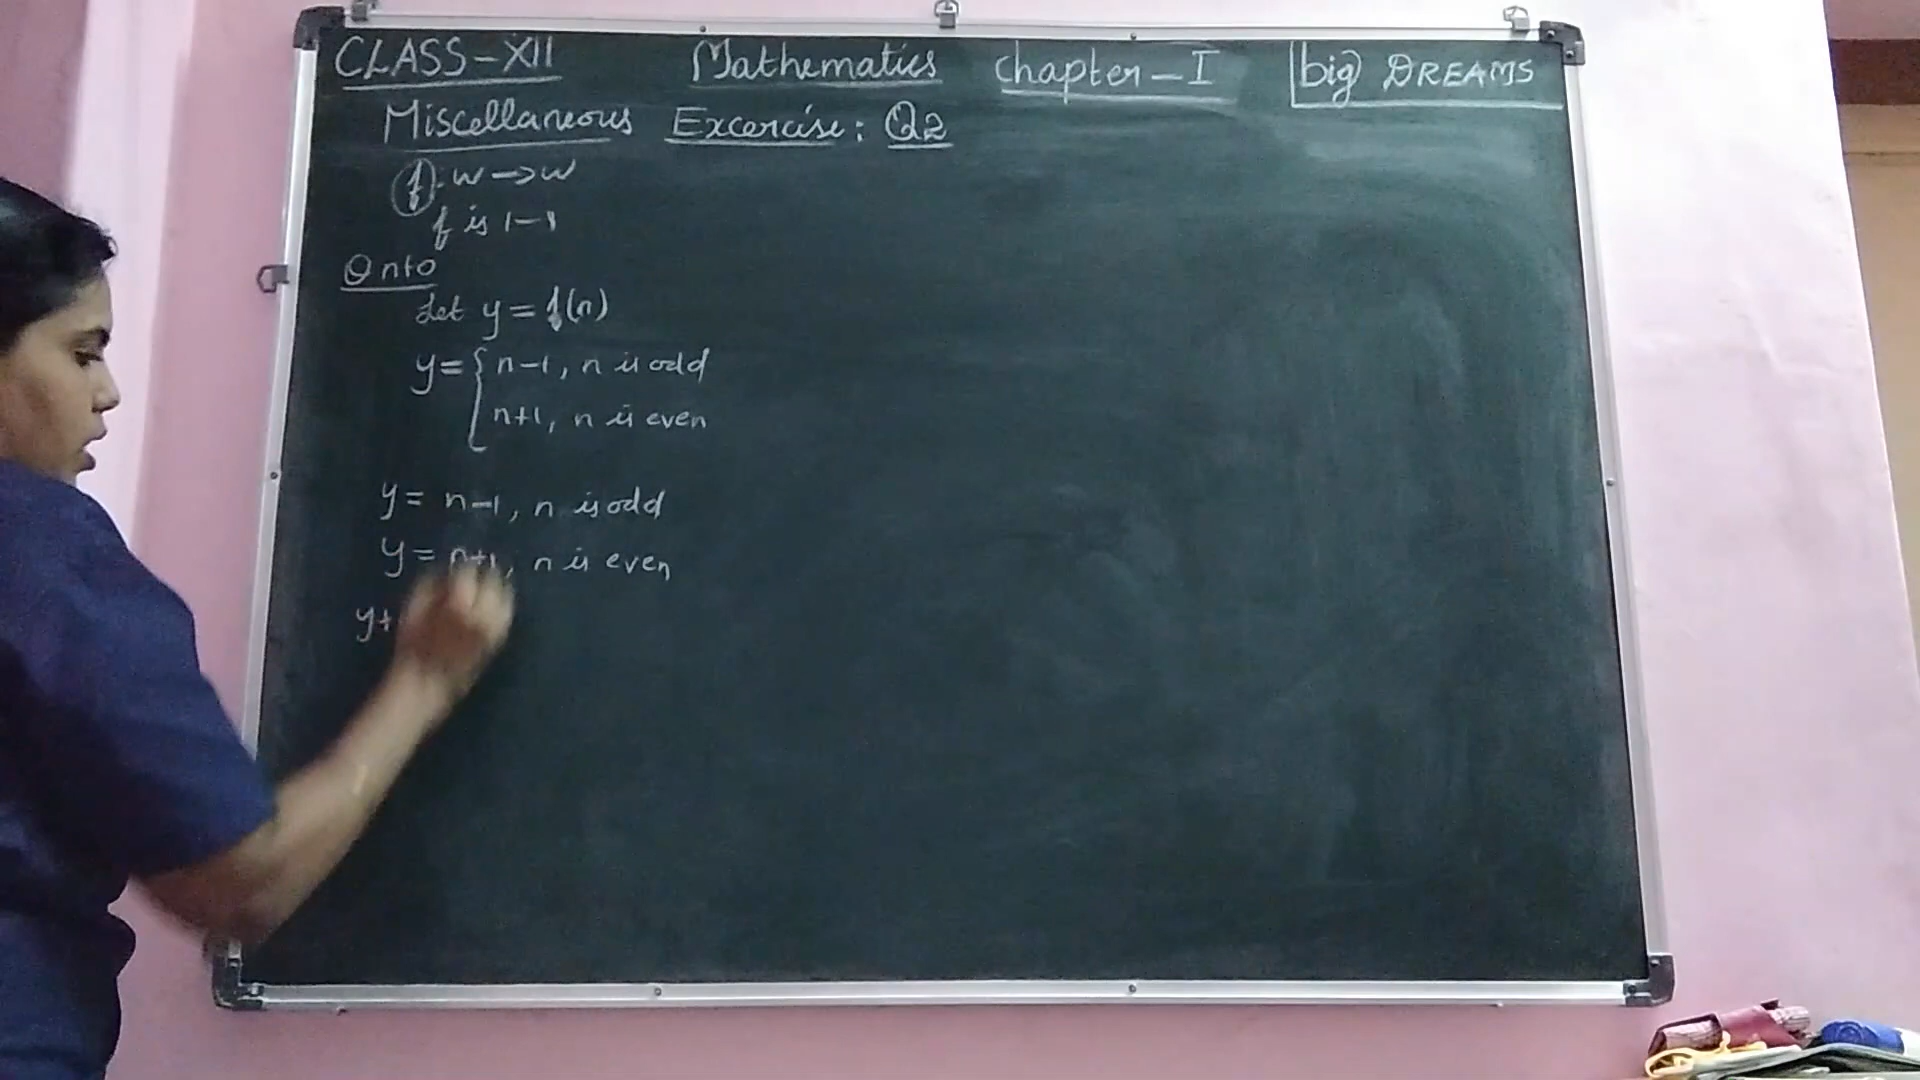 CLASS-XII Mathematics Chapter-I big DREAMS
Miscellaneous Excercise: Q2
f: W→W
f is 1-1
Onto
Let y = f(n)
y = { n-1, n is odd
n+1, n is even
y = n-1, n is odd
y = n+1, n is even
y+